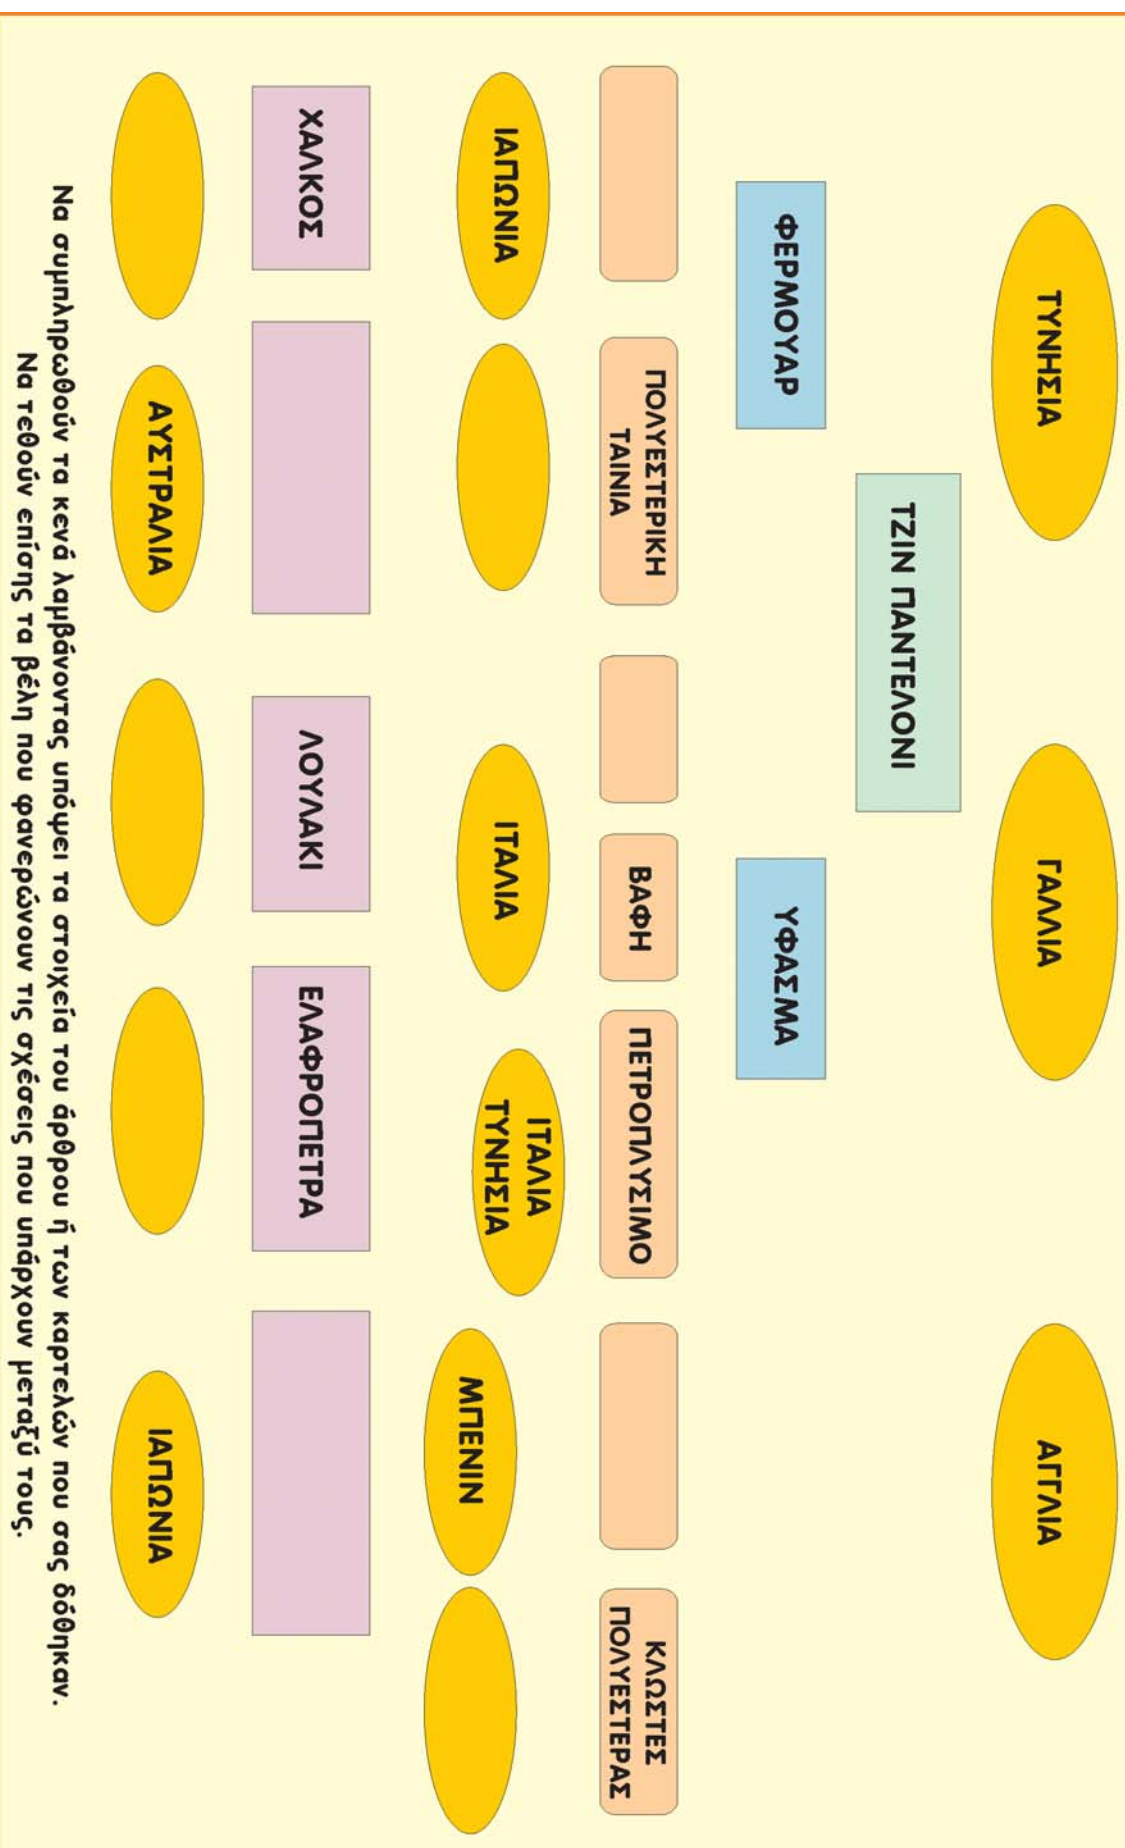 ΤΥΝΗΣΙΑ
ΓΑΛΛΙΑ
ΑΓΓΛΙΑ
ΤΖΙΝ ΠΑΝΤΕΛΟΝΙ
ΦΕΡΜΟΥΑΡ
ΥΦΑΣΜΑ
ΠΟΛΥΕΣΤΕΡΙΚΗ
ΤΑΙΝΙΑ
ΒΑΦΗ
ΠΕΤΡΟΠΛΥΣΙΜΟ
ΚΛΩΣΤΕΣ
ΠΟΛΥΕΣΤΕΡΑΣ
ΙΑΠΩΝΙΑ
ΙΤΑΛΙΑ
ΙΤΑΛΙΑ
ΤΥΝΗΣΙΑ
ΜΠΕΝΙΝ
ΧΑΛΚΟΣ
ΛΟΥΛΑΚΙ
ΕΛΑΦΡΟΠΕΤΡΑ
ΑΥΣΤΡΑΛΙΑ
ΙΑΠΩΝΙΑ
Να συμπληρωθούν τα κενά λαμβάνοντας υπόψει τα στοιχεία του άρθρου ή των καρτελών που σας δόθηκαν.
Να τεθούν επίσης τα βέλη που φανερώνουν τις σχέσεις που υπάρχουν μεταξύ τους.